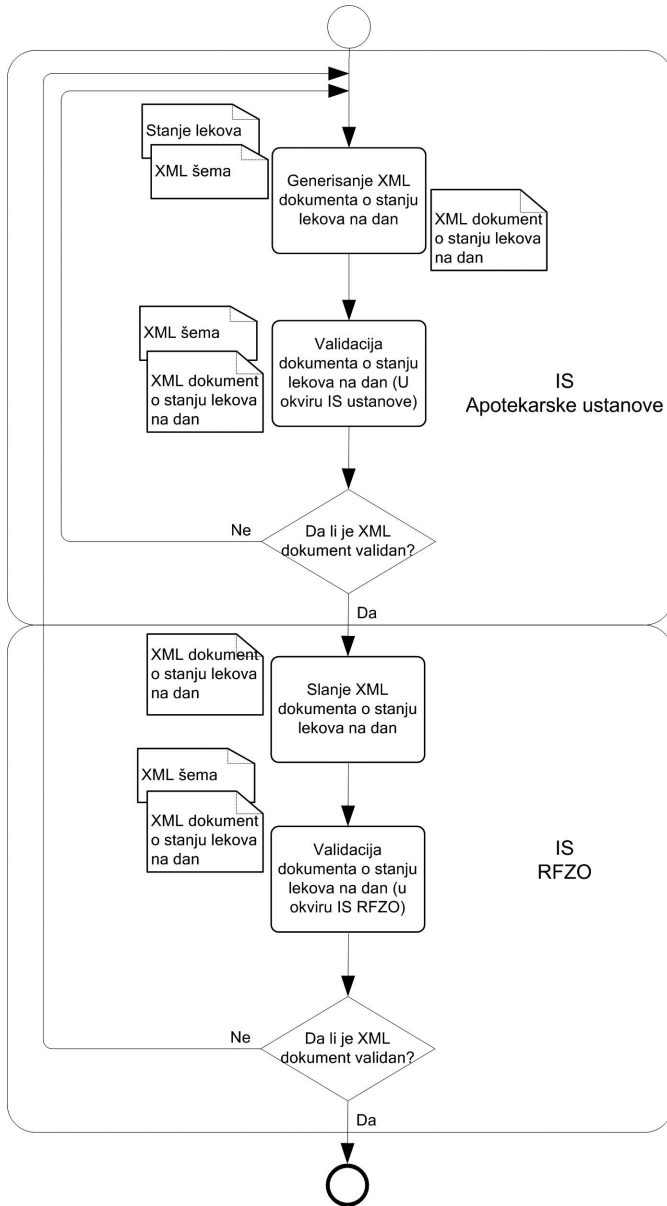 Stanje lekova
XML šema
Generisanje XML
dokumenta o stanju
lekova na dan
XML dokument
o stanju lekova
na dan
XML šema
XML dokument
o stanju lekova
na dan
Validacija
dokumenta o stanju
lekova na dan (U
okviru IS ustanove)
IS
Apotekarske ustanove
Ne
Da li je XML
dokument validan?
Da
XML dokument
o stanju lekova
na dan
Slanje XML
dokumenta o stanju
lekova na dan
XML šema
XML dokument
o stanju lekova
na dan
Validacija
dokumenta o stanju
lekova na dan (u
okviru IS RFZO)
IS
RFZO
Ne
Da li je XML
dokument validan?
Da